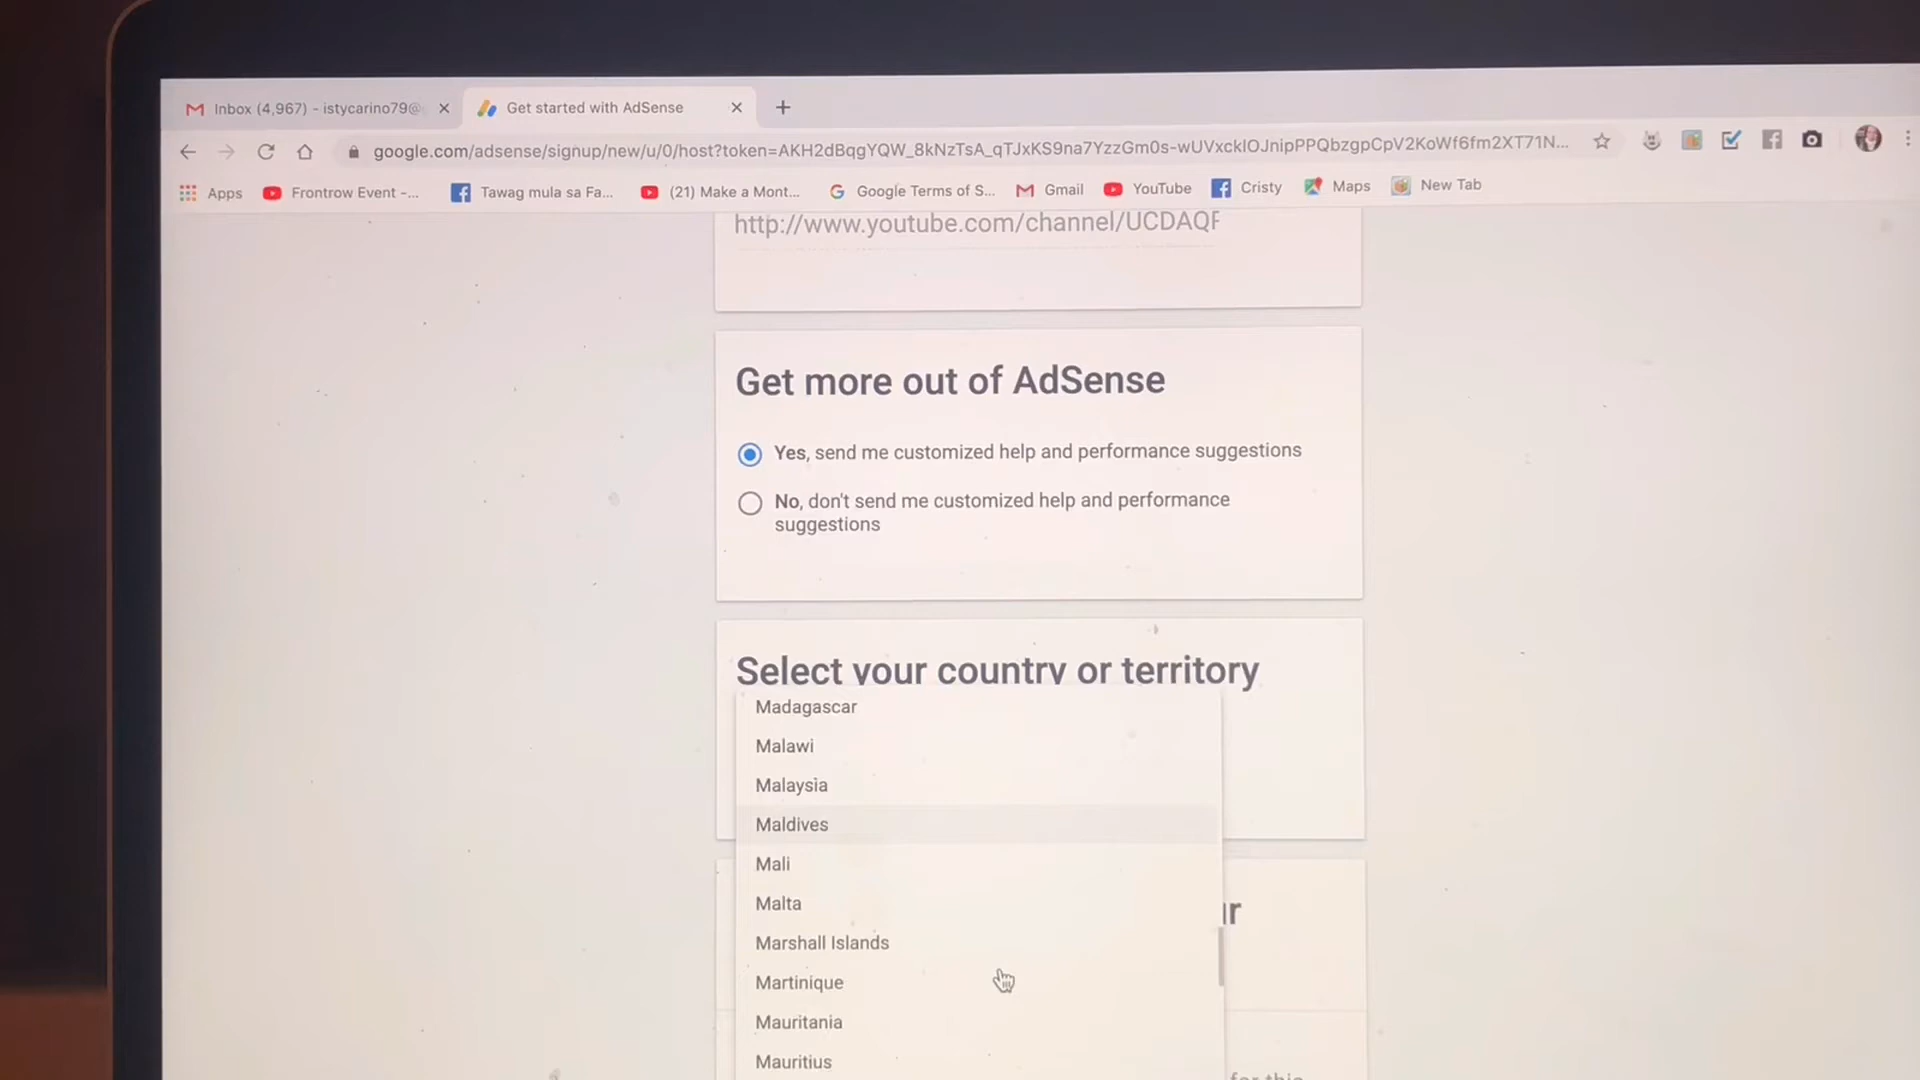 Inbox (4,967) - istycarino79@
Get started with AdSense
google.com/adsense/signup/new/u/0/host?token=AKH2dBqgYQW_8kNzTsA_qTJxKS9na7YzzGm0s-wUVxckIOJnipPPQbzgpCpV2KoWf6fm2XT71N...
Apps
Frontrow Event -...
Tawag mula sa Fa...
(21) Make a Mont...
Google Terms of S...
Gmail
YouTube
Cristy
Maps
New Tab
http://www.youtube.com/channel/UCDAQF
Get more out of AdSense
Yes, send me customized help and performance suggestions
No, don't send me customized help and performance
suggestions
Select your country or territory
Madagascar
Malawi
Malaysia
Maldives
Mali
Malta
Marshall Islands
Martinique
Mauritania
Mauritius
for this